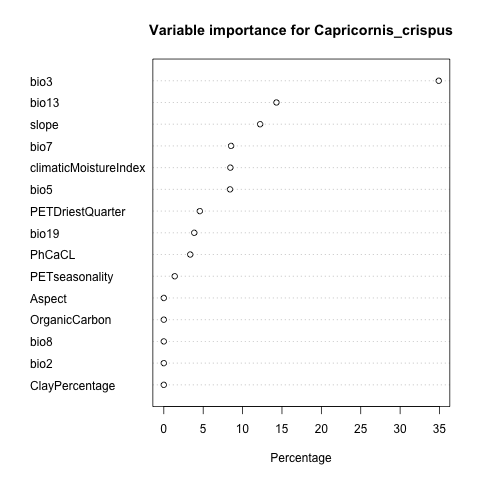 Variable importance for Capricornis_crispus
bio3
bio13
slope
bio7
climaticMoistureIndex
bio5
PETDriestQuarter
bio19
PhCaCL
PETseasonality
Aspect
OrganicCarbon
bio8
bio2
ClayPercentage
0 5 10 15 20 25 30 35
Percentage